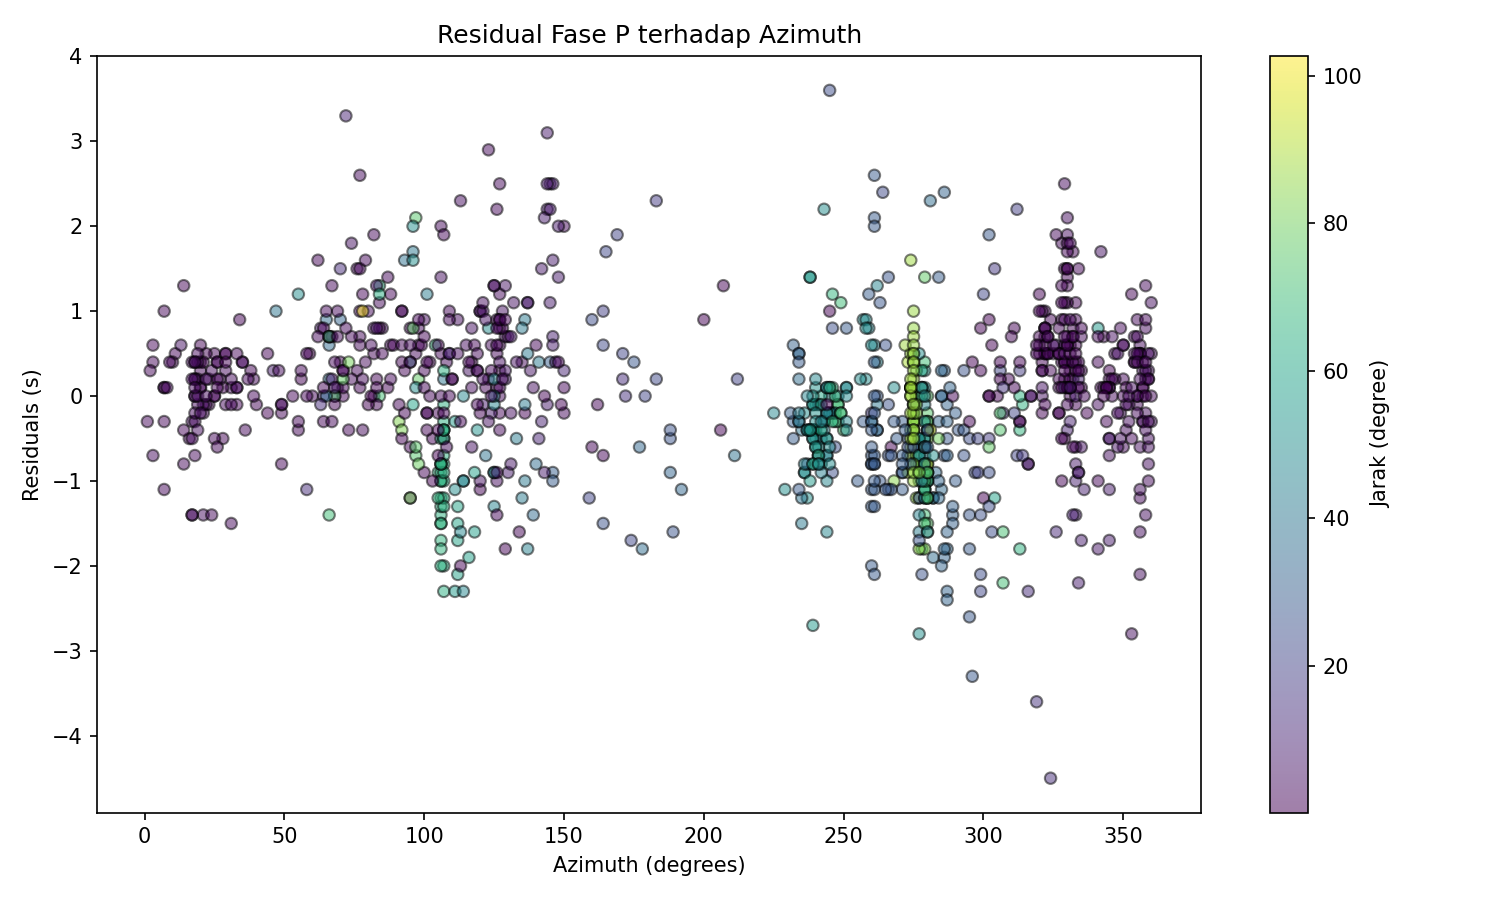 Residual Fase P terhadap Azimuth
4
3
2
1
0
−1
−2
−3
−4
Residuals (s)
0 50 100 150 200 250 300 350
Azimuth (degrees)
100
80
60
40
20
Jarak (degree)